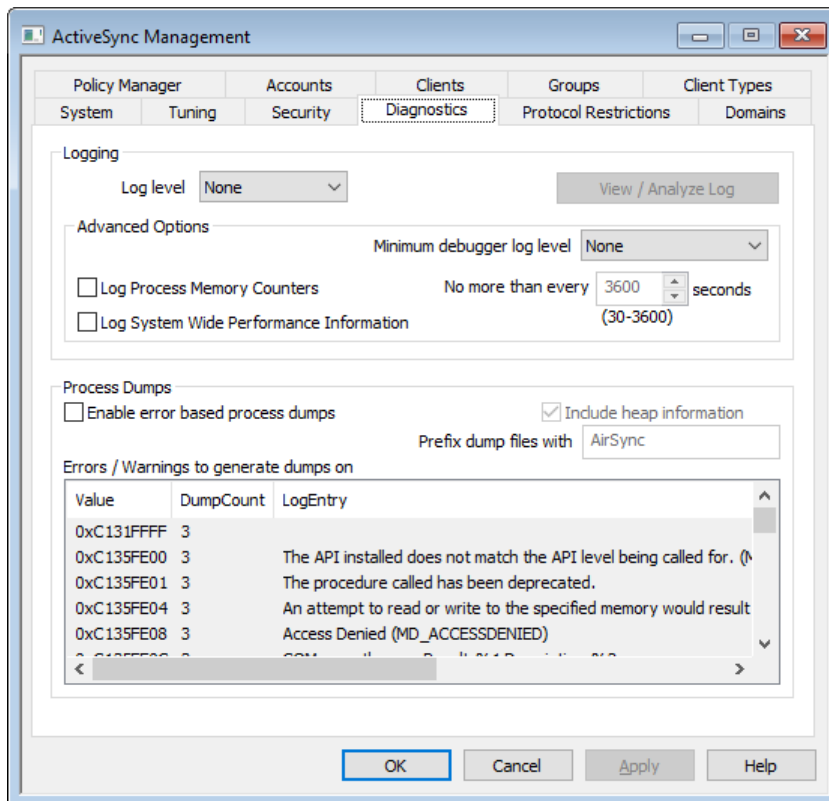 ActiveSync Management
Policy Manager Accounts Clients Groups Client Types
System Tuning Security Diagnostics Protocol Restrictions Domains
Logging
Log level None View / Analyze Log
Advanced Options
Minimum debugger log level None
Log Process Memory Counters No more than every 3600 seconds
Log System Wide Performance Information (30-3600)
Process Dumps
Enable error based process dumps Include heap information
Prefix dump files with AirSync
Errors / Warnings to generate dumps on
Value DumpCount LogEntry
0xC131FFFF 3
0xC135FE00 3 The API installed does not match the API level being called for. (M
0xC135FE01 3 The procedure called has been deprecated.
0xC135FE04 3 An attempt to read or write to the specified memory would result
0xC135FE08 3 Access Denied (MD_ACCESSDENIED)
OK Cancel Apply Help